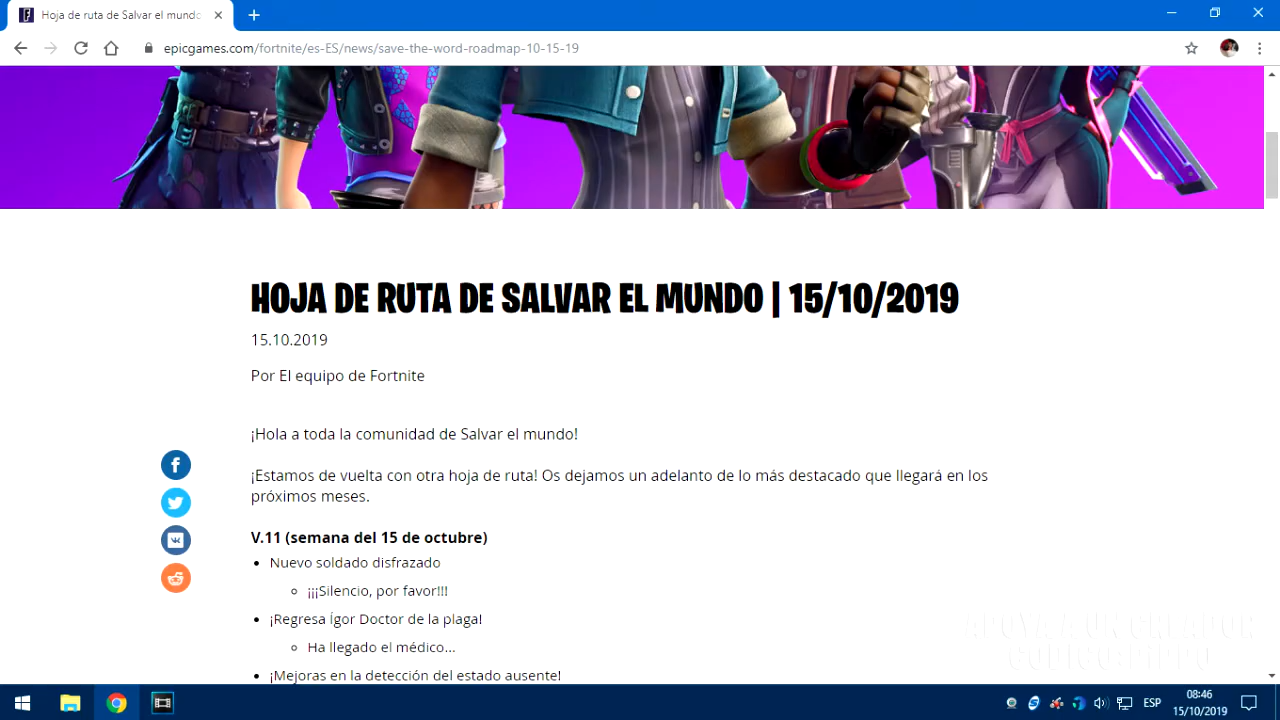 Hoja de ruta de Salvar el mundo
epicgames.com/fortnite/es-ES/news/save-the-word-roadmap-10-15-19
HOJA DE RUTA DE SALVAR EL MUNDO | 15/10/2019
15.10.2019
Por El equipo de Fortnite
¡Hola a toda la comunidad de Salvar el mundo!
¡Estamos de vuelta con otra hoja de ruta! Os dejamos un adelanto de lo más destacado que llegará en los
próximos meses.
V.11 (semana del 15 de octubre)
Nuevo soldado disfrazado
¡¡¡Silencio, por favor!!!
¡Regresa Ígor Doctor de la plaga!
Ha llegado el médico...
¡Mejoras en la detección del estado ausente!
APOYA A UN CREADOR
CODIGO:PIPPU
ESP
08:46
15/10/2019